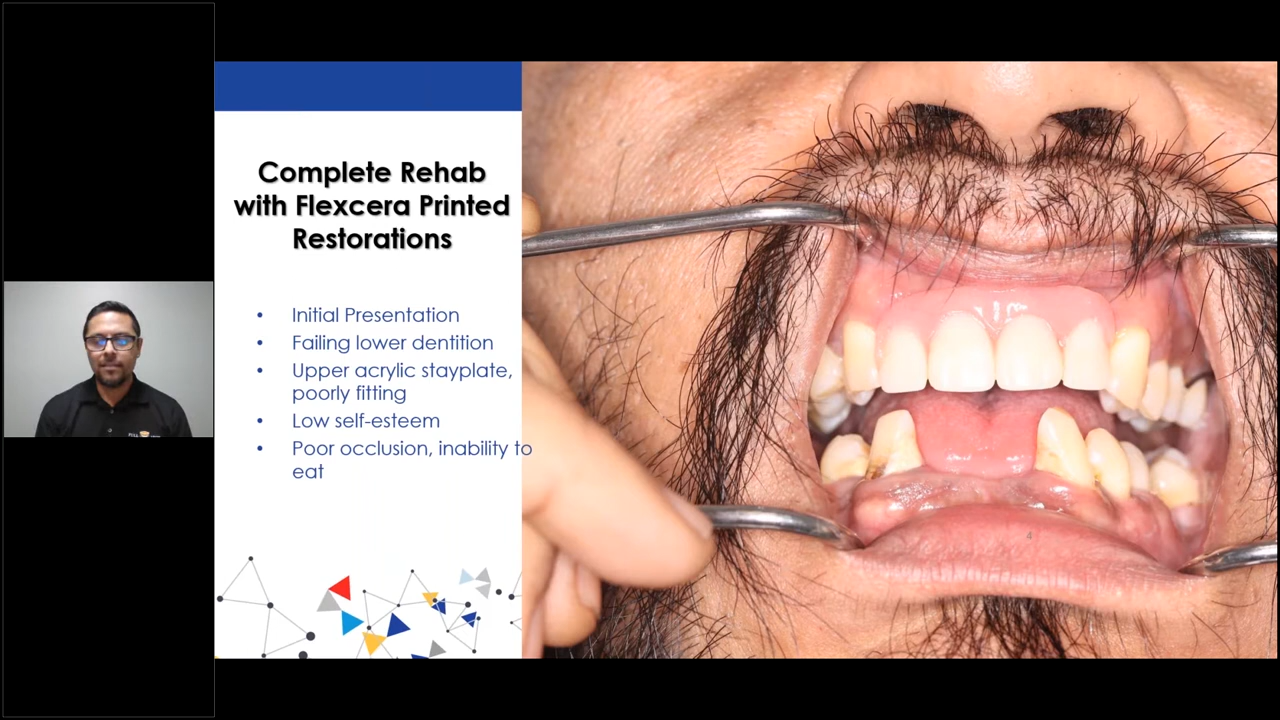 Complete Rehab
with Flexcera Printed
Restorations
• Initial Presentation
• Failing lower dentition
• Upper acrylic stayplate,
poorly fitting
• Low self-esteem
• Poor occlusion, inability to
eat